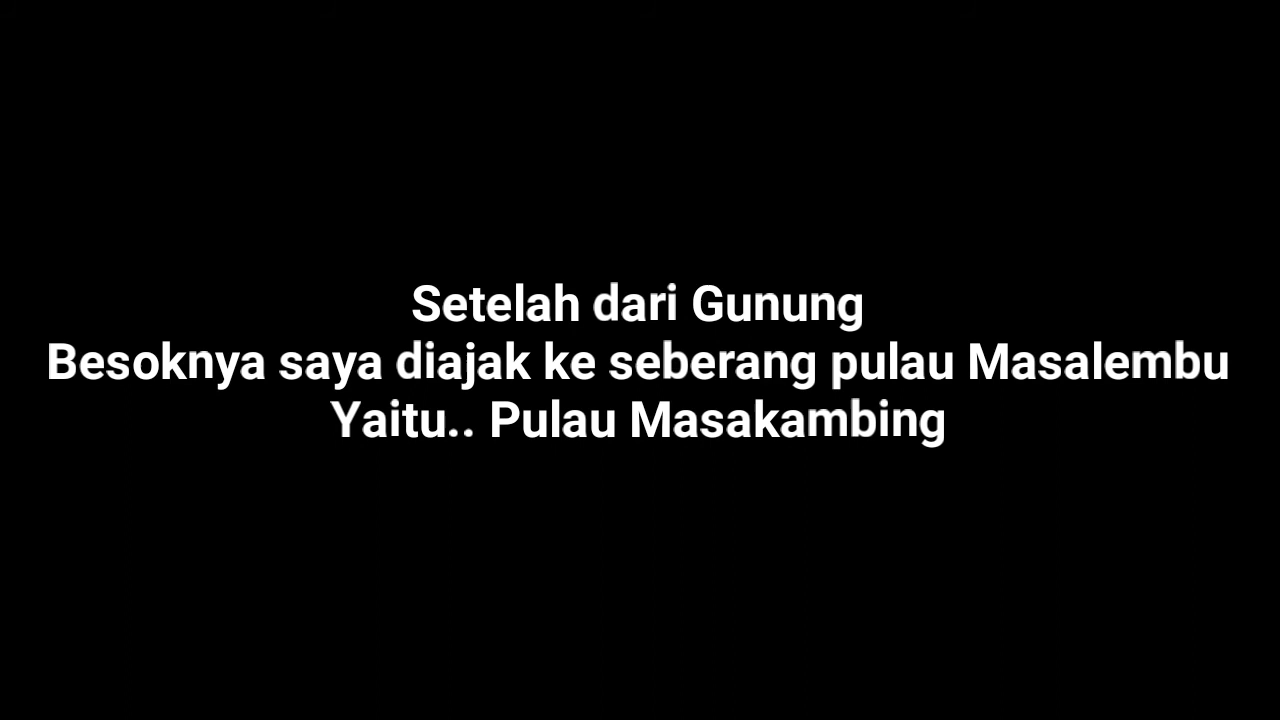 Setelah dari Gunung
Besoknya saya diajak ke seberang pulau Masalembu
Yaitu.. Pulau Masakambing